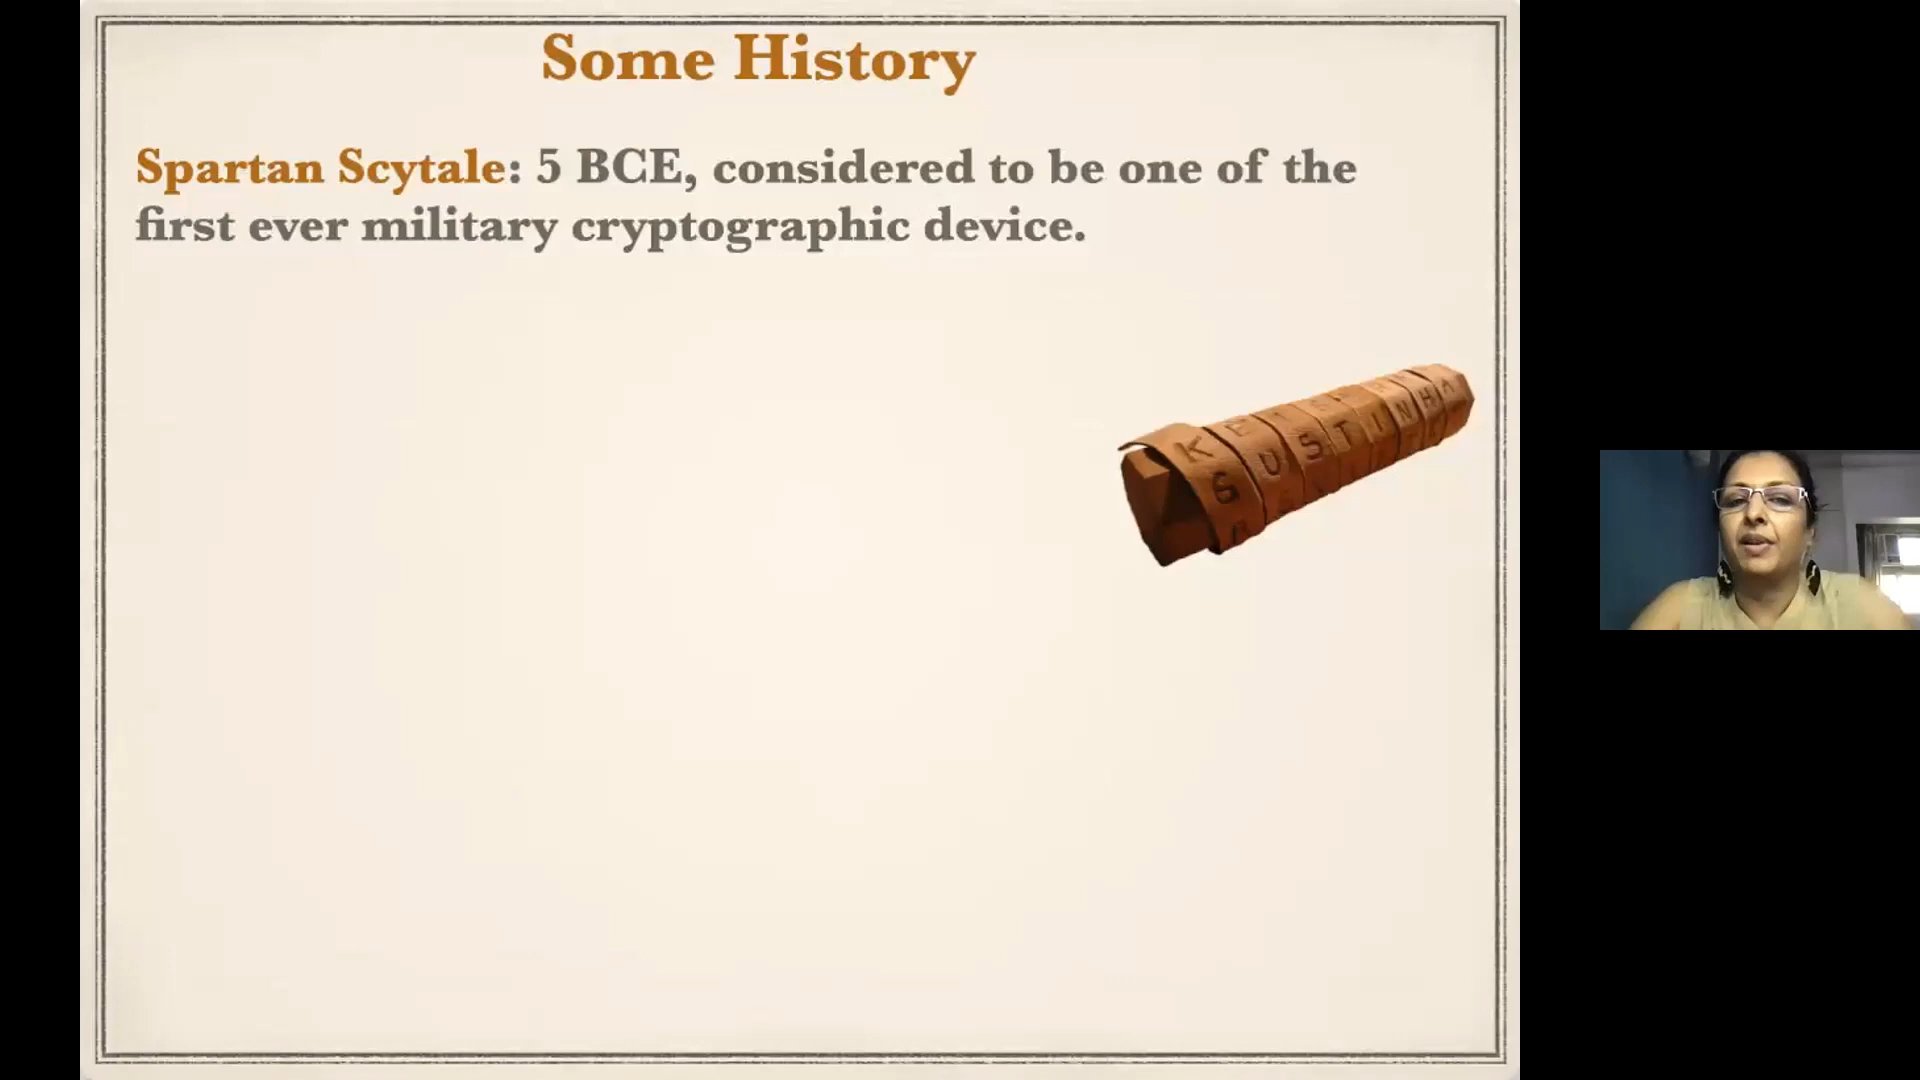 Some History
Spartan Scytale: 5 BCE, considered to be one of the
first ever military cryptographic device.
K E
S U S T I N H A